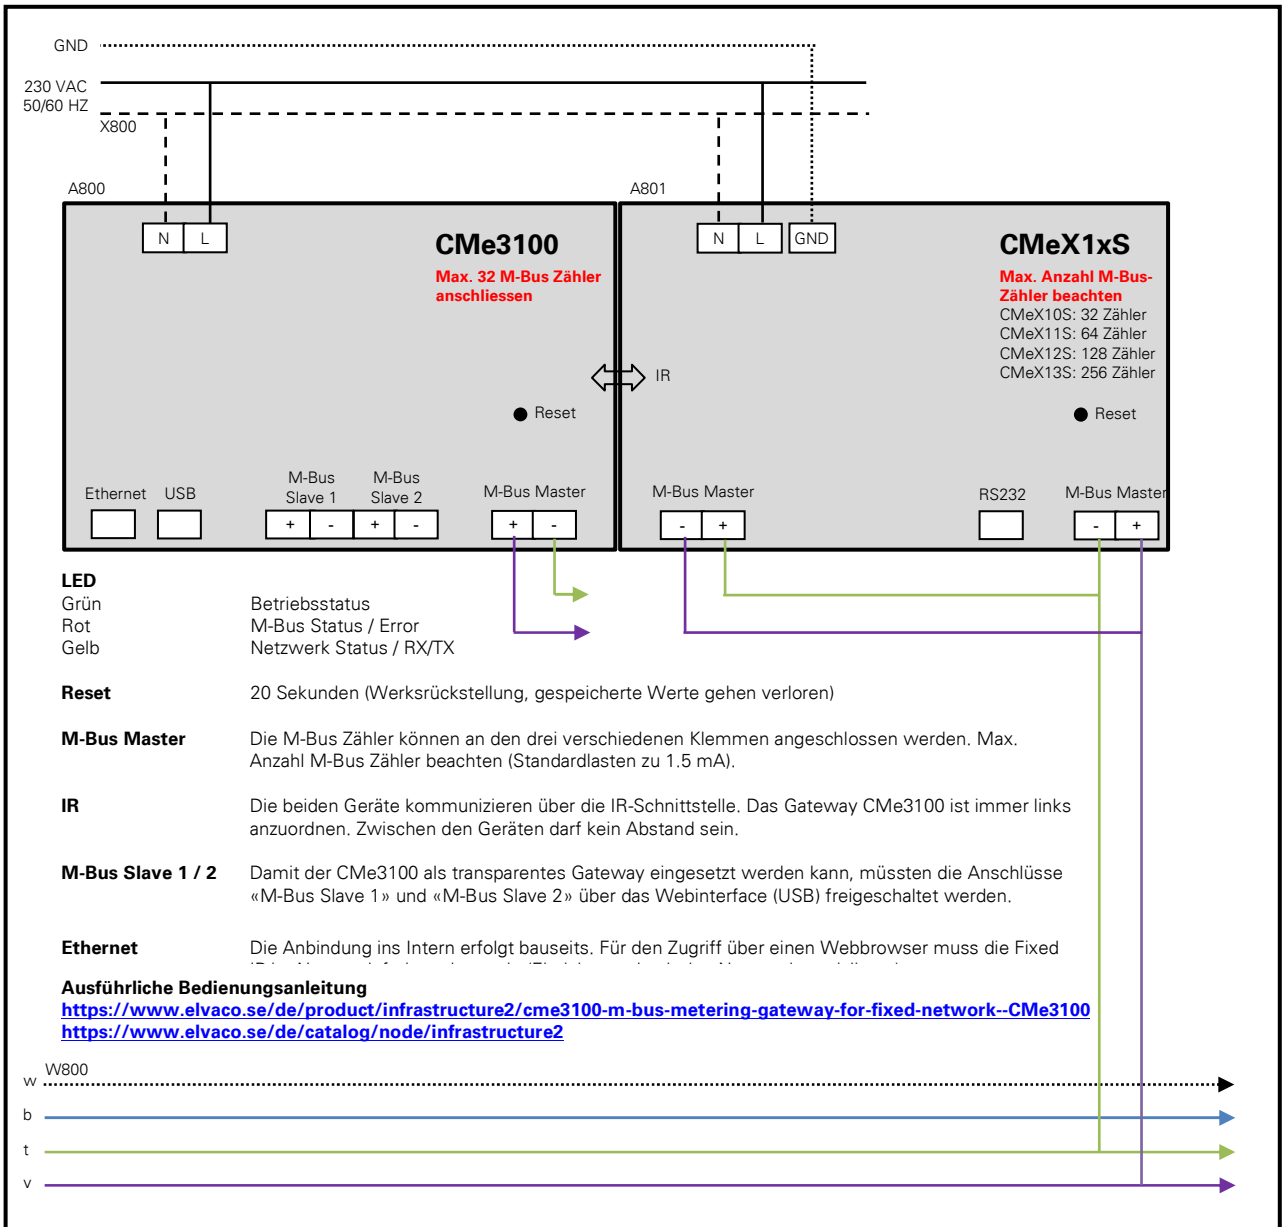 GND
230 VAC
50/60 HZ
X800
A800
A801
N L
N L GND
CMe3100
Max. 32 M-Bus Zähler
anschliessen
CMeX1xS
Max. Anzahl M-Bus-
Zähler beachten
CMeX10S: 32 Zähler
CMeX11S: 64 Zähler
CMeX12S: 128 Zähler
CMeX13S: 256 Zähler
IR
Reset
Reset
Ethernet
USB
M-Bus
Slave 1
M-Bus
Slave 2
M-Bus Master
M-Bus Master
RS232
M-Bus Master
+ - + -
+ -
- +
- +
LED
Grün Betriebsstatus
Rot M-Bus Status / Error
Gelb Netzwerk Status / RX/TX
Reset 20 Sekunden (Werksrückstellung, gespeicherte Werte gehen verloren)
M-Bus Master Die M-Bus Zähler können an den drei verschiedenen Klemmen angeschlossen werden. Max.
Anzahl M-Bus Zähler beachten (Standardlasten zu 1.5 mA).
IR Die beiden Geräte kommunizieren über die IR-Schnittstelle. Das Gateway CMe3100 ist immer links
anzuordnen. Zwischen den Geräten darf kein Abstand sein.
M-Bus Slave 1 / 2 Damit der CMe3100 als transparentes Gateway eingesetzt werden kann, müssten die Anschlüsse
«M-Bus Slave 1» und «M-Bus Slave 2» über das Webinterface (USB) freigeschaltet werden.
Ethernet Die Anbindung ins Intern erfolgt bauseits. Für den Zugriff über einen Webbrowser muss die Fixed
Ausführliche Bedienungsanleitung
https://www.elvaco.se/de/product/infrastructure2/cme3100-m-bus-metering-gateway-for-fixed-network--CMe3100
https://www.elvaco.se/de/catalog/node/infrastructure2
W800
w
b
t
v